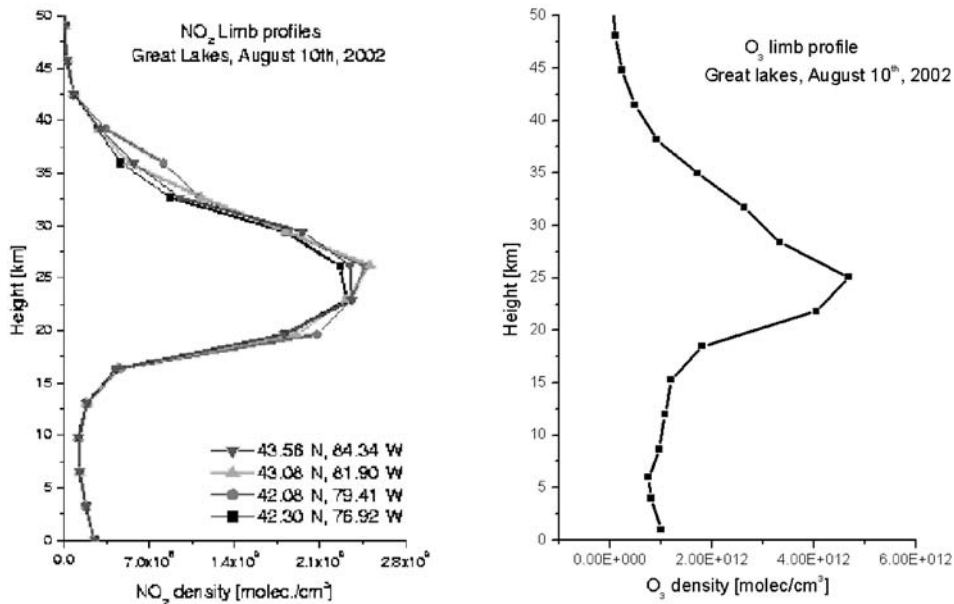 NO₂ Limb profiles
Great Lakes, August 10th, 2002
50
45
40
35
30
25
20
15
10
5
0
Height [km]
43.56 N, 84.34 W
43.08 N, 81.90 W
42.08 N, 79.41 W
42.30 N, 76.92 W
0.0
7.0x10⁸
1.4x10⁹
2.1x10⁹
2.8x10⁹
NO₂ density [molec./cm²]
O₃ limb profile
Great lakes, August 10ᵗʰ, 2002
50
45
40
35
30
25
20
15
10
5
0
Height [km]
0.00E+000
2.00E+012
4.00E+012
6.00E+012
O₃ density [molec/cm³]